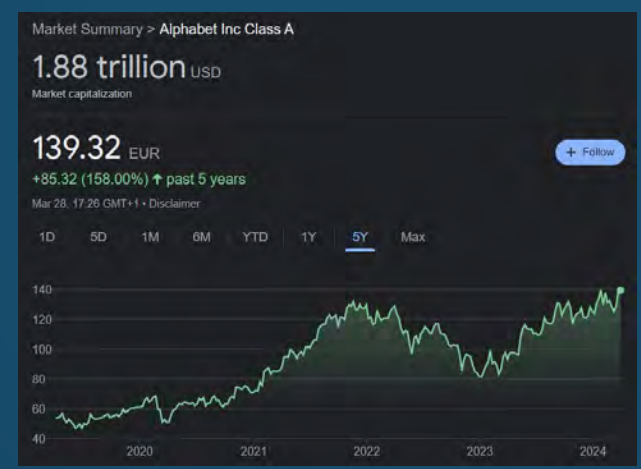 Market Summary > Alphabet Inc Class A
1.88 trillion USD
Market capitalization
139.32 EUR
+ Follow
+85.32 (158.00%) ↑ past 5 years
Mar 28, 17:26 GMT+1 • Disclaimer
1D 5D 1M 6M YTD 1Y 5Y Max
140
120
100
80
60
40
2020 2021 2022 2023 2024